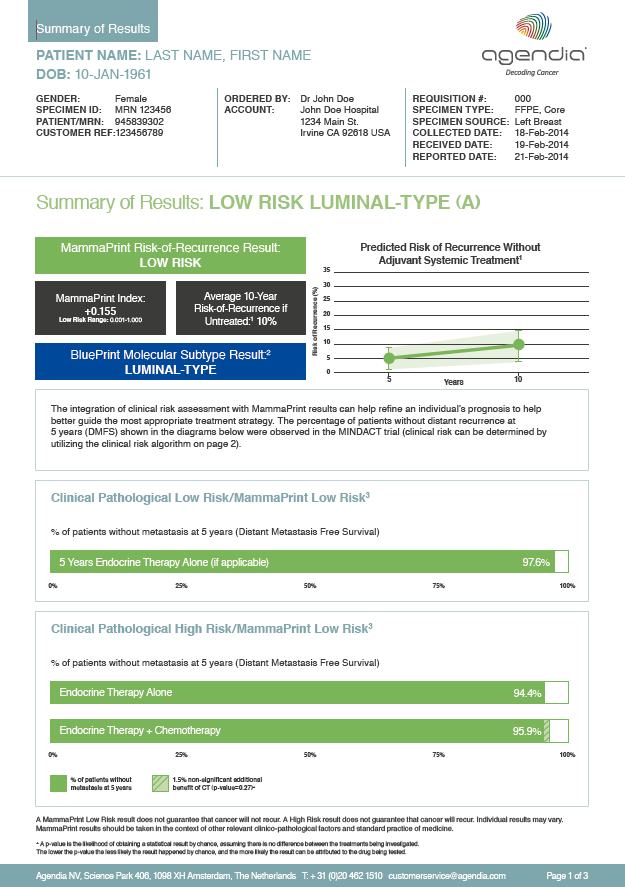 Summary of Results
PATIENT NAME: LAST NAME, FIRST NAME
DOB: 10-JAN-1961
agendia®
Decoding Cancer
GENDER: Female
SPECIMEN ID: MRN 123456
PATIENT/MRN: 945839302
CUSTOMER REF:123456789
ORDERED BY: Dr John Doe
ACCOUNT: John Doe Hospital
1234 Main St.
Irvine CA 92618 USA
REQUISITION #: 000
SPECIMEN TYPE: FFPE, Core
SPECIMEN SOURCE: Left Breast
COLLECTED DATE: 18-Feb-2014
RECEIVED DATE: 19-Feb-2014
REPORTED DATE: 21-Feb-2014
Summary of Results: LOW RISK LUMINAL-TYPE (A)
MammaPrint Risk-of-Recurrence Result:
LOW RISK
MammaPrint Index:
+0.155
Low Risk Range: 0.001-1.000
Average 10-Year
Risk-of-Recurrence if
Untreated:¹ 10%
BluePrint Molecular Subtype Result:²
LUMINAL-TYPE
Predicted Risk of Recurrence Without
Adjuvant Systemic Treatment¹
Risk of Recurrence (%)
35
30
25
20
15
10
5
0
5
10
Years
The integration of clinical risk assessment with MammaPrint results can help refine an individual's prognosis to help
better guide the most appropriate treatment strategy. The percentage of patients without distant recurrence at
5 years (DMFS) shown in the diagrams below were observed in the MINDACT trial (clinical risk can be determined by
utilizing the clinical risk algorithm on page 2).
Clinical Pathological Low Risk/MammaPrint Low Risk³
% of patients without metastasis at 5 years (Distant Metastasis Free Survival)
5 Years Endocrine Therapy Alone (if applicable) 97.6%
0% 25% 50% 75% 100%
Clinical Pathological High Risk/MammaPrint Low Risk³
% of patients without metastasis at 5 years (Distant Metastasis Free Survival)
Endocrine Therapy Alone 94.4%
Endocrine Therapy + Chemotherapy 95.9%
0% 25% 50% 75% 100%
% of patients without
metastasis at 5 years
1.5% non-significant additional
benefit of CT (p-value=0.27)ᵃ
A MammaPrint Low Risk result does not guarantee that cancer will not recur. A High Risk result does not guarantee that cancer will recur. Individual results may vary.
MammaPrint results should be taken in the context of other relevant clinico-pathological factors and standard practice of medicine.
ᵃ A p-value is the likelihood of obtaining a statistical result by chance, assuming there is no difference between the treatments being investigated.
The lower the p-value the less likely the result happened by chance, and the more likely the result can be attributed to the drug being tested.
Agendia NV, Science Park 406, 1098 XH Amsterdam, The Netherlands T: + 31 (0)20 462 1510 customerservice@agendia.com Page 1 of 3